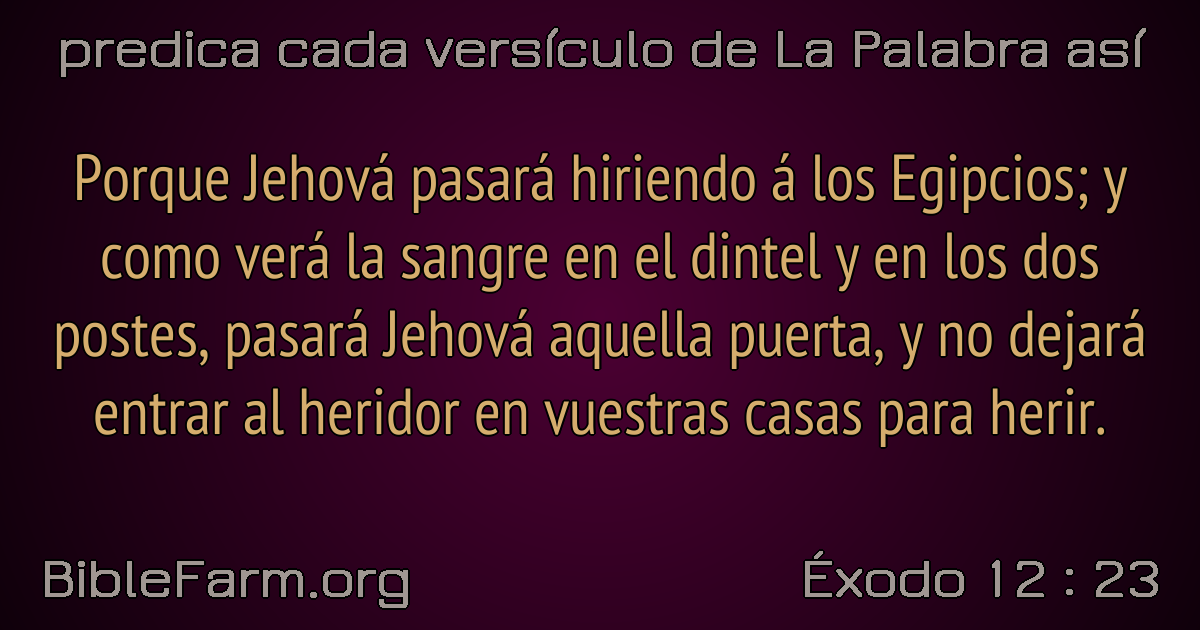 predica cada versículo de La Palabra así
Porque Jehová pasará hiriendo á los Egipcios; y
como verá la sangre en el dintel y en los dos
postes, pasará Jehová aquella puerta, y no dejará
entrar al heridor en vuestras casas para herir.
BibleFarm.org
Éxodo 12 : 23